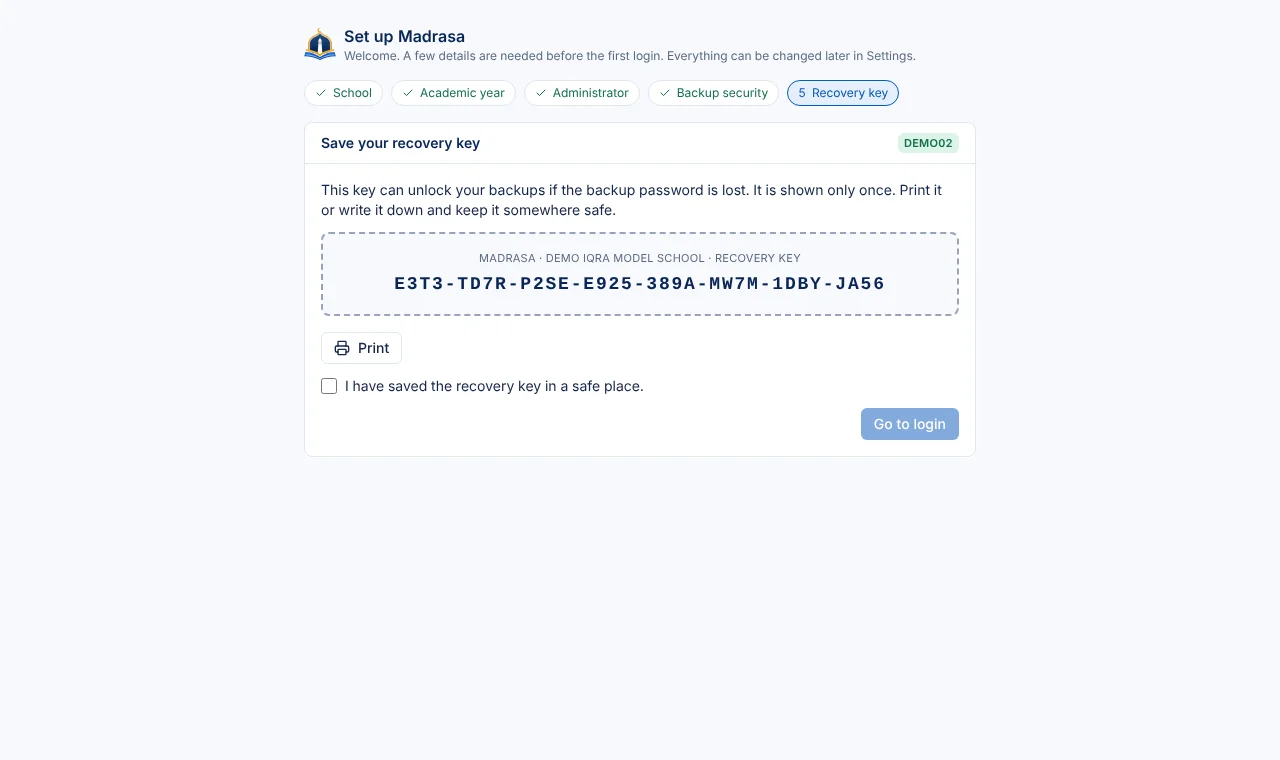 Set up Madrasa
Welcome. A few details are needed before the first login. Everything can be changed later in Settings.
School
Academic year
Administrator
Backup security
5 Recovery key
Save your recovery key
DEMO02
This key can unlock your backups if the backup password is lost. It is shown only once. Print it
or write it down and keep it somewhere safe.
MADRASA · DEMO IQRA MODEL SCHOOL · RECOVERY KEY
E3T3-TD7R-P2SE-E925-389A-MW7M-1DBY-JA56
Print
I have saved the recovery key in a safe place.
Go to login